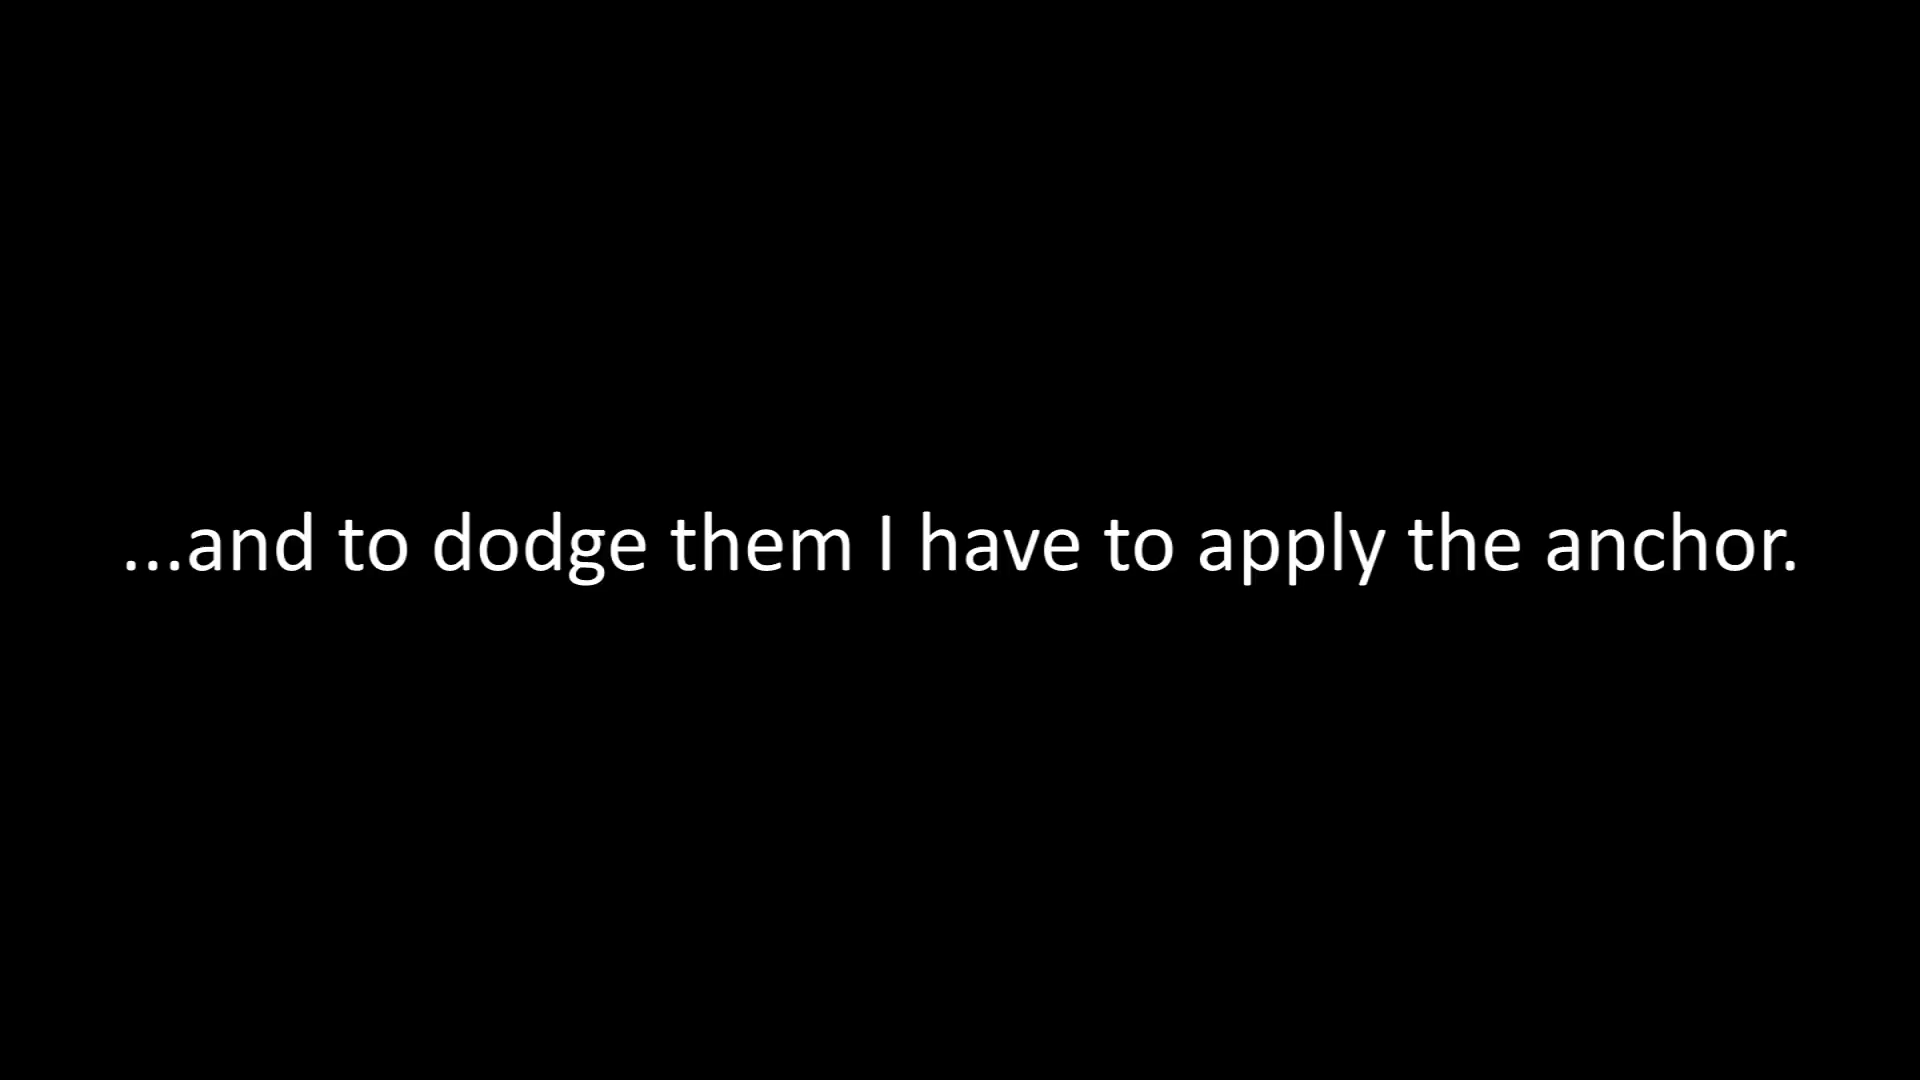 ...and to dodge them I have to apply the anchor.